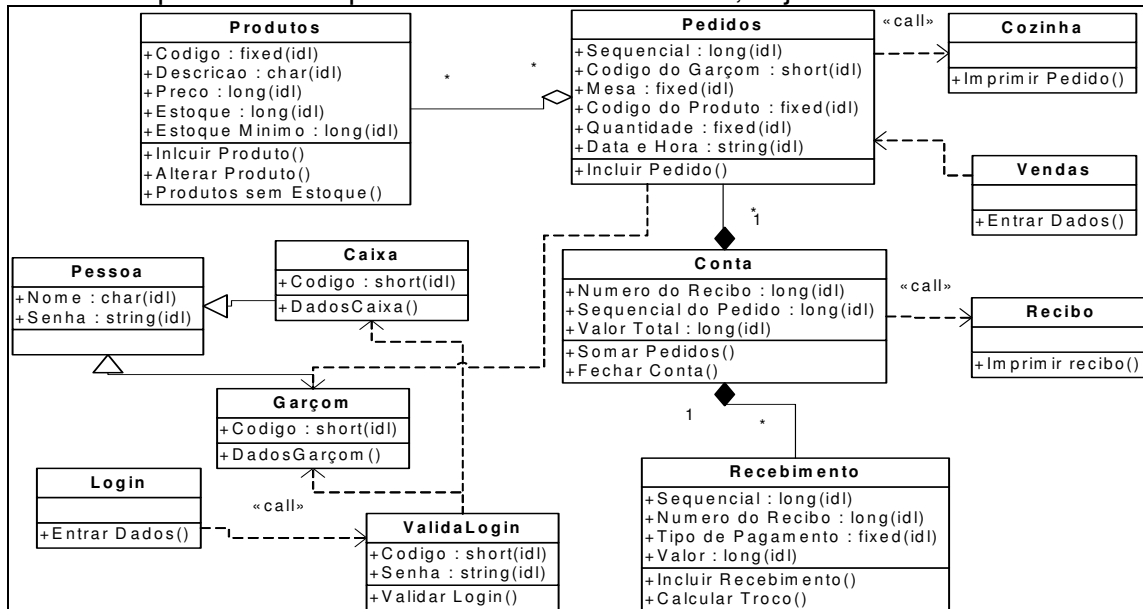 Produtos
+Codigo : fixed(idl)
+Descricao : char(idl)
+Preco : long(idl)
+Estoque : long(idl)
+Estoque Minimo : long(idl)
+Inlcuir Produto()
+Alterar Produto()
+Produtos sem Estoque()
*
*
Pedidos
+Sequencial : long(idl)
+Codigo do Garçom : short(idl)
+Mesa : fixed(idl)
+Codigo do Produto : fixed(idl)
+Quantidade : fixed(idl)
+Data e Hora : string(idl)
+Incluir Pedido()
«call»
Cozinha
+Imprimir Pedido()
Vendas
+Entrar Dados()
*
1
Pessoa
+Nome : char(idl)
+Senha : string(idl)
Caixa
+Codigo : short(idl)
+DadosCaixa()
Conta
+Numero do Recibo : long(idl)
+Sequencial do Pedido : long(idl)
+Valor Total : long(idl)
+Somar Pedidos()
+Fechar Conta()
«call»
Recibo
+Imprimir recibo()
Garçom
+Codigo : short(idl)
+DadosGarçom()
1
*
Login
+Entrar Dados()
«call»
ValidaLogin
+Codigo : short(idl)
+Senha : string(idl)
+Validar Login()
Recebimento
+Sequencial : long(idl)
+Numero do Recibo : long(idl)
+Tipo de Pagamento : fixed(idl)
+Valor : long(idl)
+Incluir Recebimento()
+Calcular Troco()